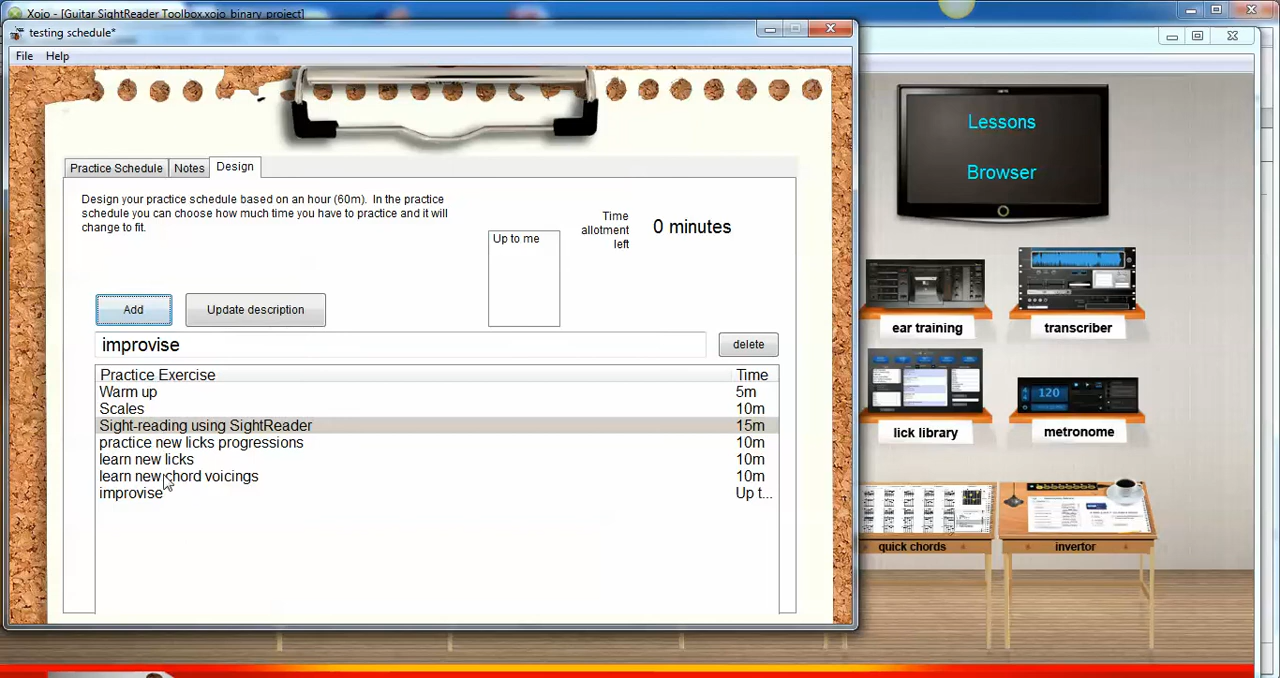 Xojo - [Guitar SightReader Toolbox.xojo_binary_project]
testing schedule*
File Help
Practice Schedule Notes Design
Design your practice schedule based on an hour (60m). In the practice
schedule you can choose how much time you have to practice and it will
change to fit.
Up to me
Time
allotment
left
0 minutes
Add
Update description
improvise
delete
Practice Exercise Time
Warm up 5m
Scales 10m
Sight-reading using SightReader 15m
practice new licks progressions 10m
learn new licks 10m
learn new chord voicings 10m
improvise Up t...
Lessons
Browser
ear training
transcriber
120
lick library
metronome
quick chords
invertor